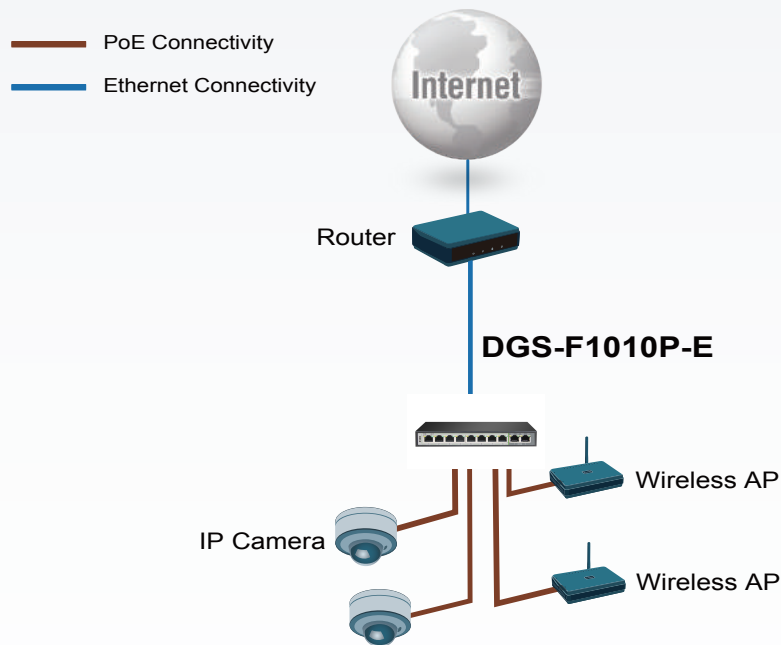 PoE Connectivity
Ethernet Connectivity
Internet
Router
DGS-F1010P-E
Wireless AP
IP Camera
Wireless AP